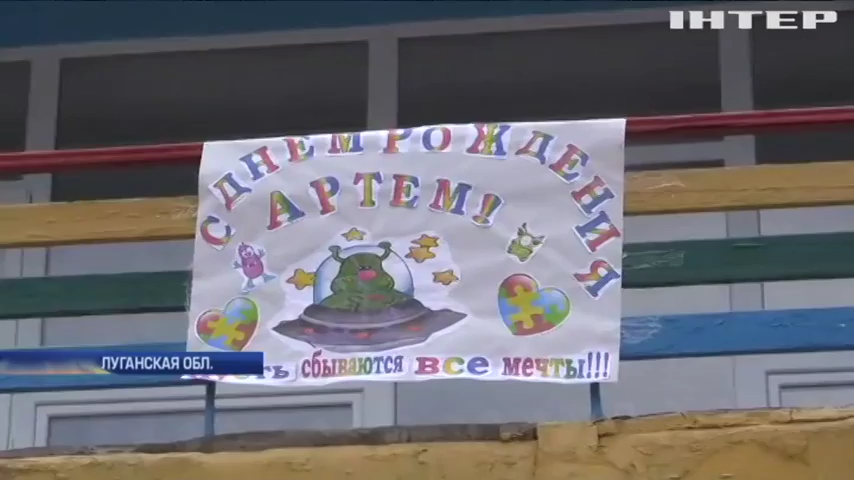 ІНТЕР
С ДНЕМ РОЖДЕНИЯ
АРТЕМ!
ЛУГАНСКАЯ ОБЛ.
сбываются все мечты!!!